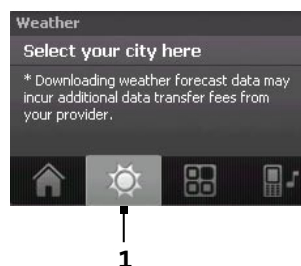 Weather
Select your city here
* Downloading weather forecast data may
incur additional data transfer fees from
your provider.
1